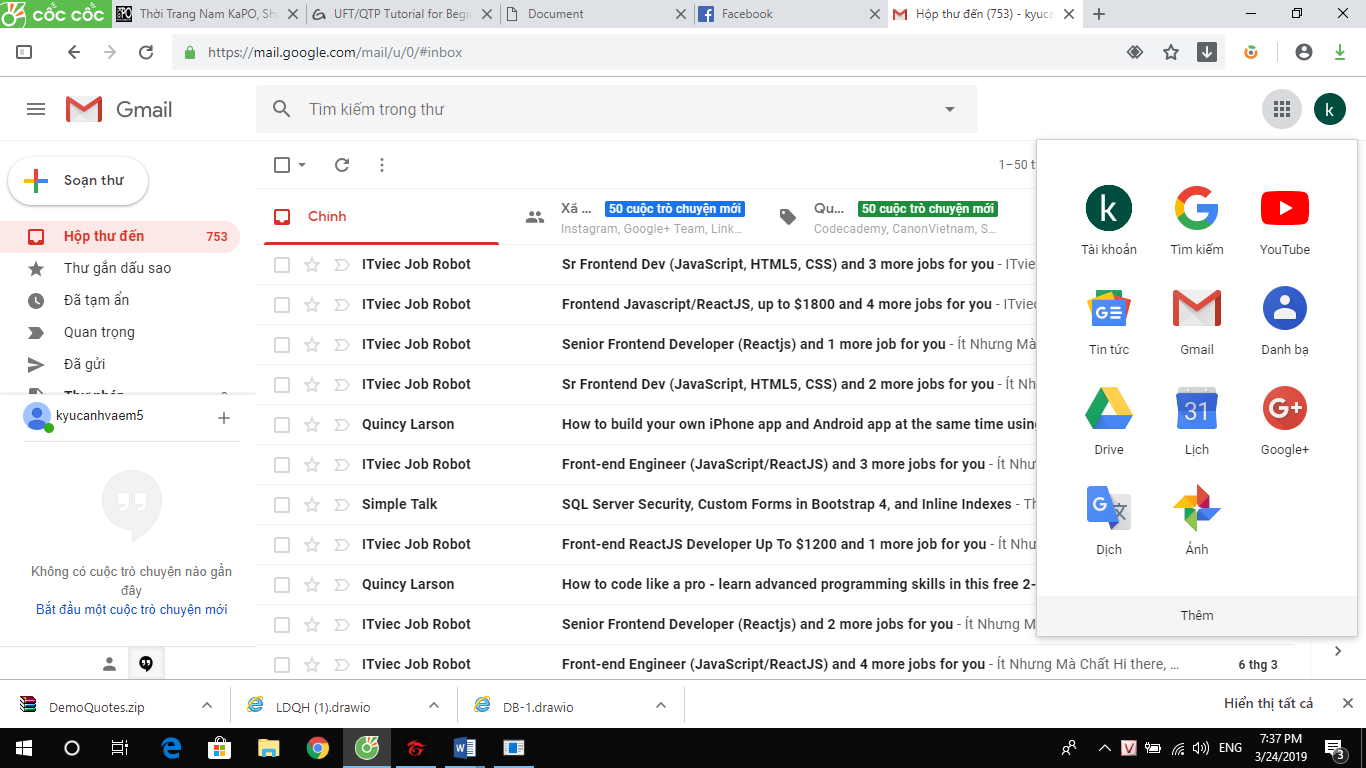 cốc cốc
Thời Trang Nam KaPO, Sh
UFT/QTP Tutorial for Begi
Document
Facebook
Hộp thư đến (753) - kyuca
https://mail.google.com/mail/u/0/#inbox
Gmail
Tìm kiếm trong thư
k
Soạn thư
1–50 t
Chính
Xã ...
50 cuộc trò chuyện mới
Instagram, Google+ Team, Link...
Qu...
50 cuộc trò chuyện mới
Codecademy, CanonVietnam, S...
Hộp thư đến 753
Thư gắn dấu sao
Đã tạm ẩn
Quan trọng
Đã gửi
Thư nháp
kyucanhvaem5
Không có cuộc trò chuyện nào gần
đây
Bắt đầu một cuộc trò chuyện mới
ITviec Job Robot Sr Frontend Dev (JavaScript, HTML5, CSS) and 3 more jobs for you - ITvie
ITviec Job Robot Frontend Javascript/ReactJS, up to $1800 and 4 more jobs for you - ITviec
ITviec Job Robot Senior Frontend Developer (Reactjs) and 1 more job for you - Ít Nhưng Mà
ITviec Job Robot Sr Frontend Dev (JavaScript, HTML5, CSS) and 2 more jobs for you - Ít Nh
Quincy Larson How to build your own iPhone app and Android app at the same time using
ITviec Job Robot Front-end Engineer (JavaScript/ReactJS) and 3 more jobs for you - Ít Nhưn
Simple Talk SQL Server Security, Custom Forms in Bootstrap 4, and Inline Indexes - Th
ITviec Job Robot Front-end ReactJS Developer Up To $1200 and 1 more job for you - Ít Như
Quincy Larson How to code like a pro - learn advanced programming skills in this free 2-
ITviec Job Robot Senior Frontend Developer (Reactjs) and 2 more jobs for you - Ít Nhưng M
ITviec Job Robot Front-end Engineer (JavaScript/ReactJS) and 4 more jobs for you - Ít Nhưng Mà Chất Hi there, ... 6 thg 3
k
Tài khoản
Tìm kiếm
YouTube
Tin tức
Gmail
Danh bạ
Drive
31
Lịch
G+
Google+
Dịch
Ảnh
Thêm
DemoQuotes.zip
LDQH (1).drawio
DB-1.drawio
Hiển thị tất cả
ENG
7:37 PM
3/24/2019
3